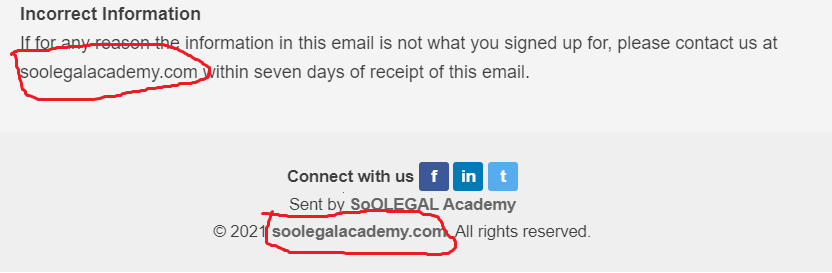 Incorrect Information
If for any reason the information in this email is not what you signed up for, please contact us at
soolegalacademy.com within seven days of receipt of this email.
Connect with us f in t
Sent by SoOLEGAL Academy
© 2021 soolegalacademy.com. All rights reserved.